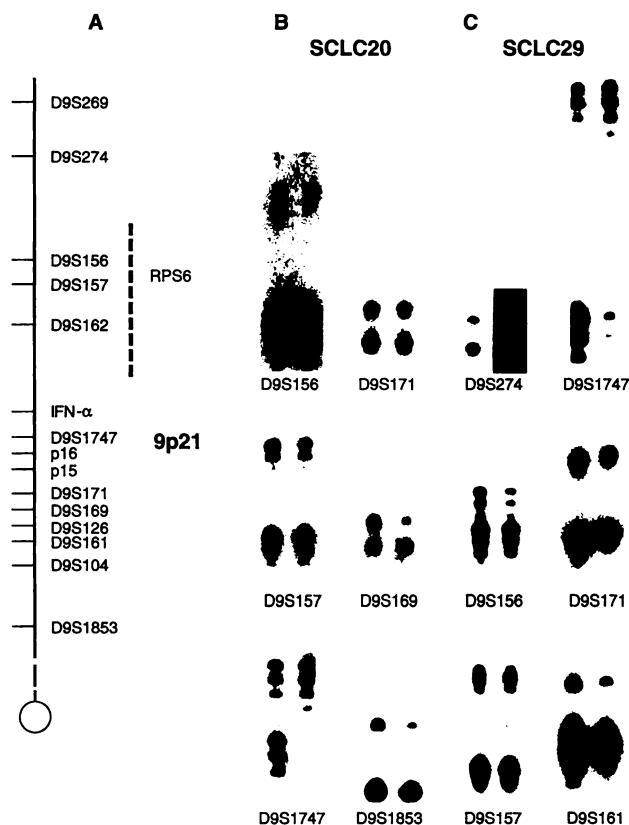 A
B
C
SCLC20
SCLC29
D9S269
D9S274
D9S156
RPS6
D9S157
D9S162
D9S156 D9S171 D9S274 D9S1747
IFN-α
D9S1747
9p21
p16
p15
D9S171
D9S169
D9S126
D9S161
D9S104
D9S157 D9S169 D9S156 D9S171
D9S1853
D9S1747 D9S1853 D9S157 D9S161